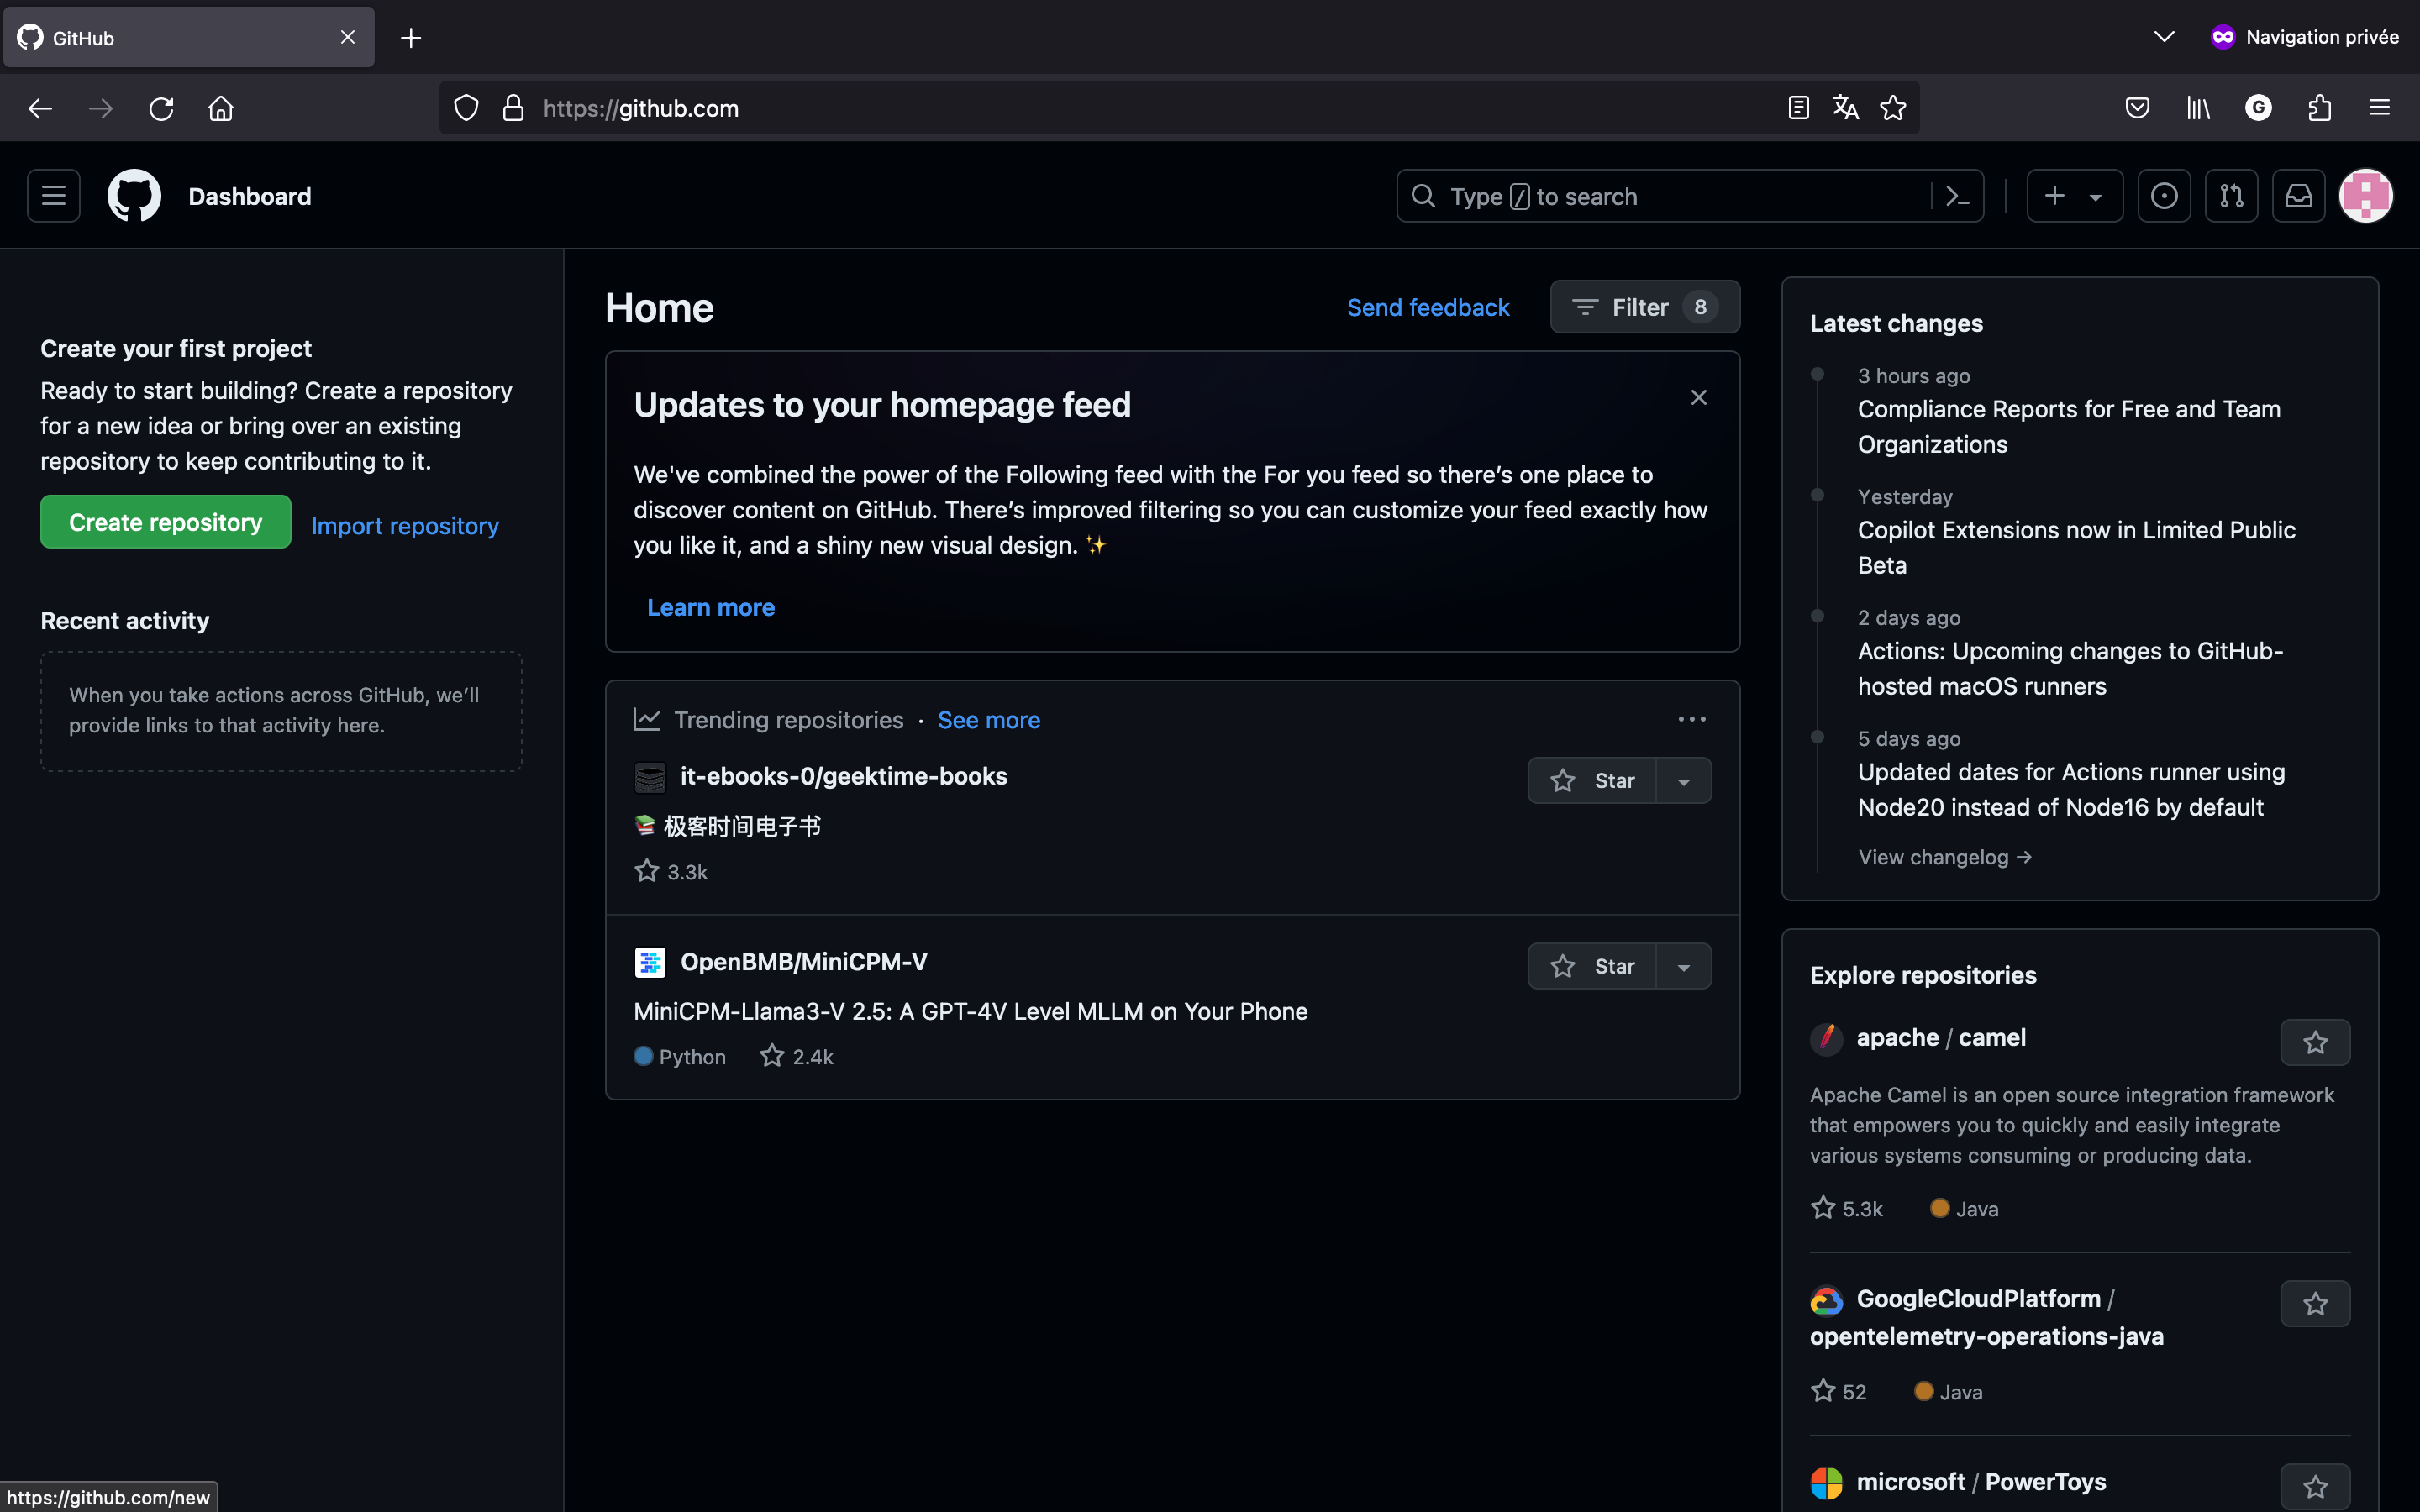 GitHub
Navigation privée
https://github.com
Dashboard
Type / to search
Create your first project
Ready to start building? Create a repository
for a new idea or bring over an existing
repository to keep contributing to it.
Create repository
Import repository
Recent activity
When you take actions across GitHub, we’ll
provide links to that activity here.
Home
Send feedback
Filter 8
Updates to your homepage feed
We've combined the power of the Following feed with the For you feed so there’s one place to
discover content on GitHub. There’s improved filtering so you can customize your feed exactly how
you like it, and a shiny new visual design. ✨
Learn more
Trending repositories · See more
it-ebooks-0/geektime-books
Star
📚 极客时间电子书
3.3k
OpenBMB/MiniCPM-V
Star
MiniCPM-Llama3-V 2.5: A GPT-4V Level MLLM on Your Phone
Python 2.4k
Latest changes
3 hours ago
Compliance Reports for Free and Team
Organizations
Yesterday
Copilot Extensions now in Limited Public
Beta
2 days ago
Actions: Upcoming changes to GitHub-
hosted macOS runners
5 days ago
Updated dates for Actions runner using
Node20 instead of Node16 by default
View changelog →
Explore repositories
apache / camel
Apache Camel is an open source integration framework
that empowers you to quickly and easily integrate
various systems consuming or producing data.
5.3k Java
GoogleCloudPlatform /
opentelemetry-operations-java
52 Java
microsoft / PowerToys
https://github.com/new